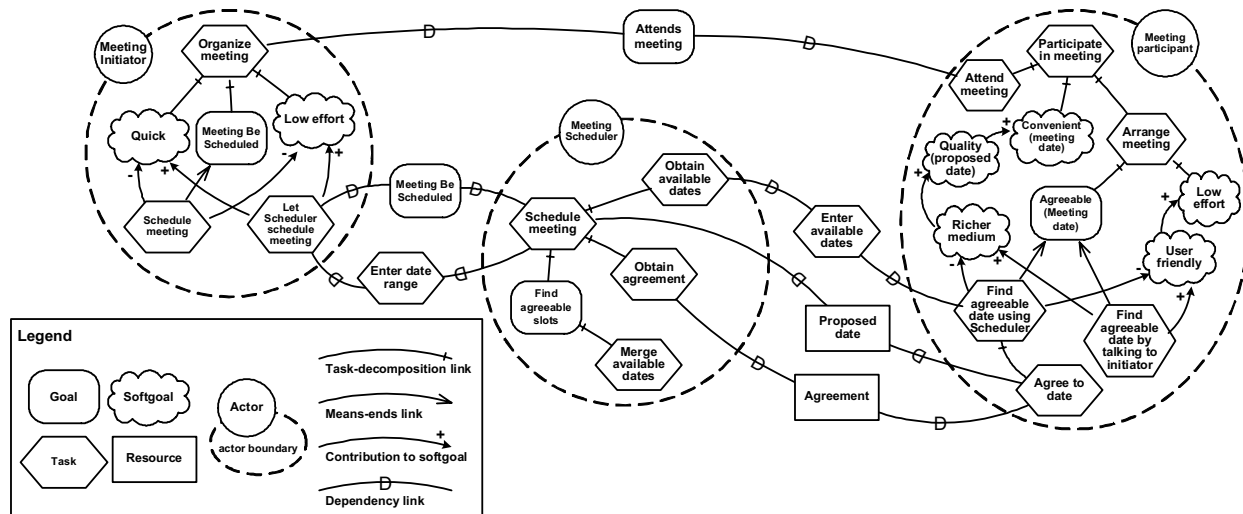 Meeting
Initiator
Organize
meeting
D
Attends
meeting
D
Participate
in meeting
Meeting
participant
Attend
meeting
Quick
Meeting Be
Scheduled
Low effort
-
+
-
+
Schedule
meeting
Let
Scheduler
schedule
meeting
D
Meeting Be
Scheduled
D
D
Enter date
range
D
Meeting
Scheduler
Obtain
available
dates
Schedule
meeting
Obtain
agreement
Find
agreeable
slots
Merge
available
dates
D
Enter
available
dates
D
D
Proposed
date
D
D
Agreement
D
Quality
(proposed
date)
+
Convenient
(meeting
date)
Arrange
meeting
+
Agreeable
(Meeting
date)
Low
effort
+
Richer
medium
User
friendly
-
+
-
+
Find
agreeable
date using
Scheduler
Find
agreeable
date by
talking to
initiator
Agree to
date
Legend
Goal
Softgoal
Actor
actor boundary
Task
Resource
Task-decomposition link
Means-ends link
+
Contribution to softgoal
D
Dependency link